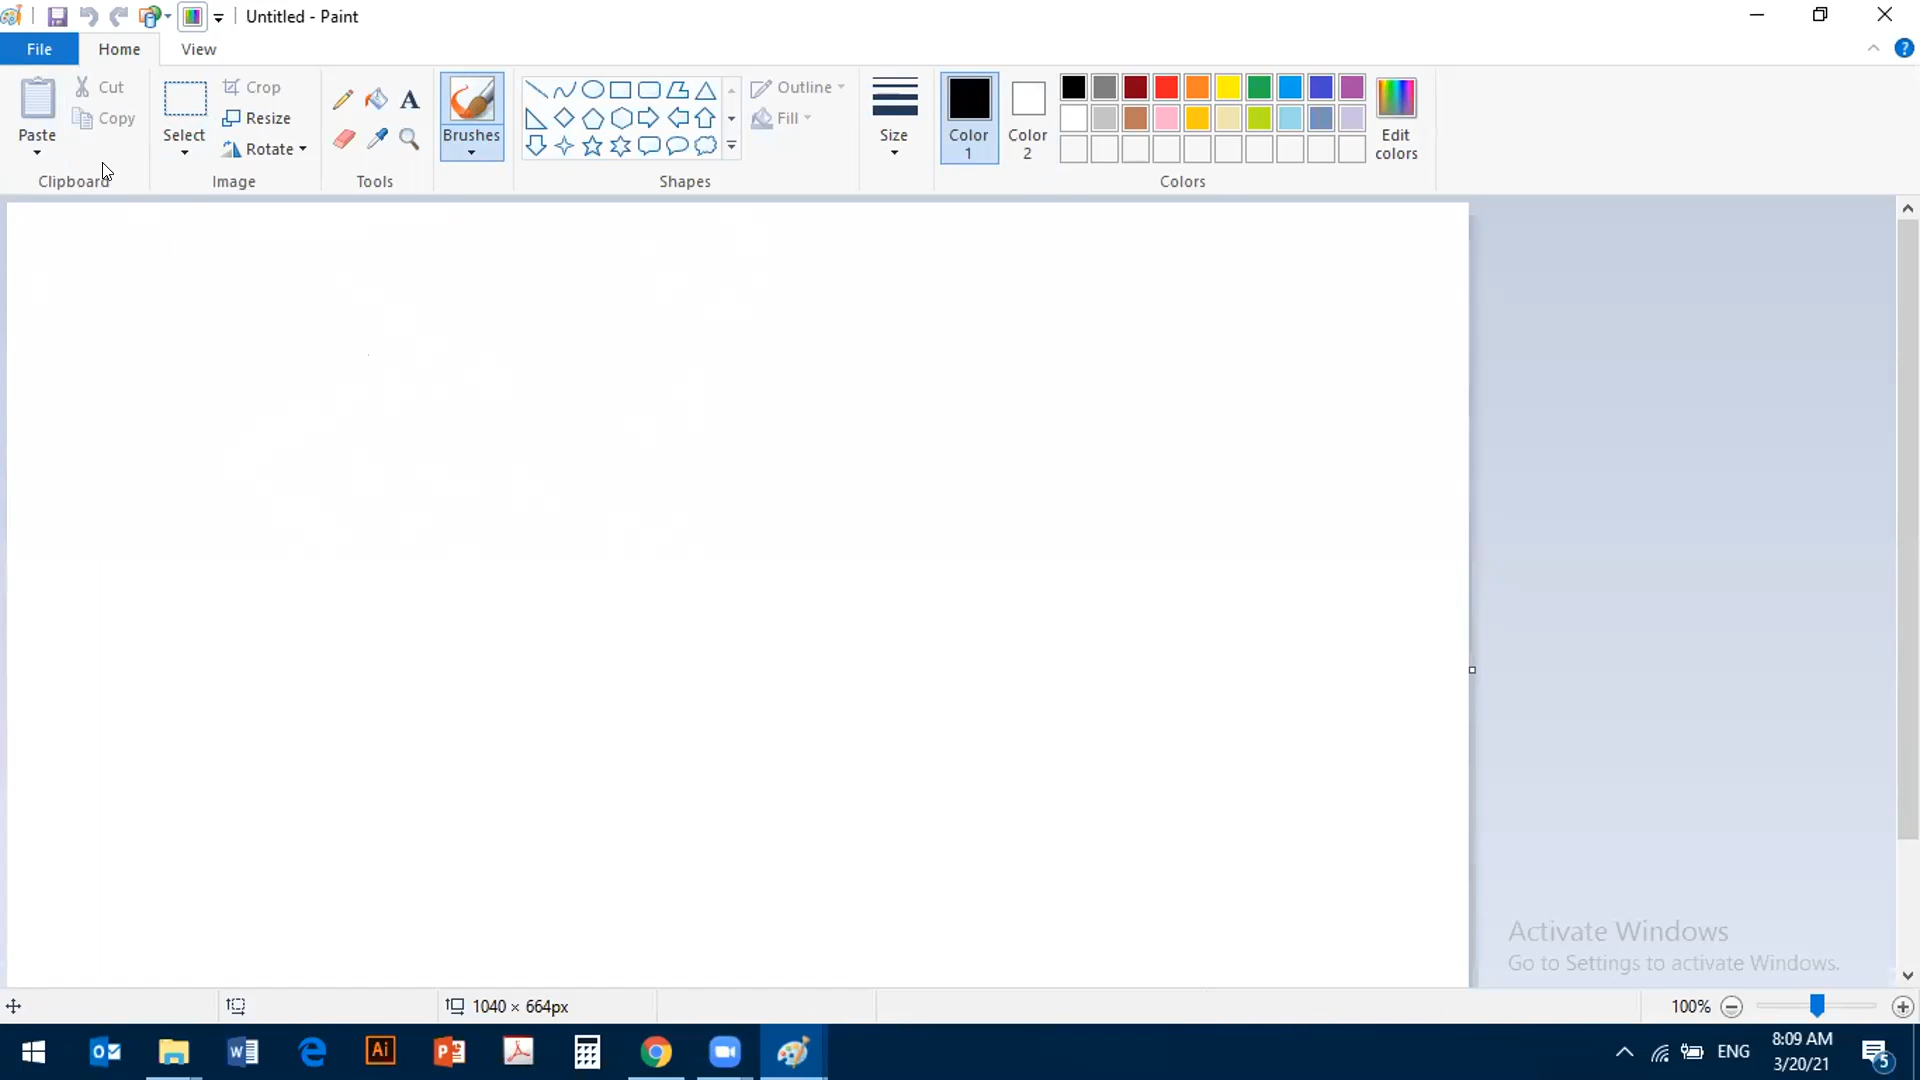 Untitled - Paint
File Home View
Paste
Cut
Copy
Clipboard
Select
Crop
Resize
Rotate
Image
A
Tools
Brushes
Outline
Fill
Shapes
Size
Color 1
Color 2
Edit colors
Colors
Activate Windows
Go to Settings to activate Windows.
1040 × 664px
100%
Ai
ENG
8:09 AM
3/20/21
5